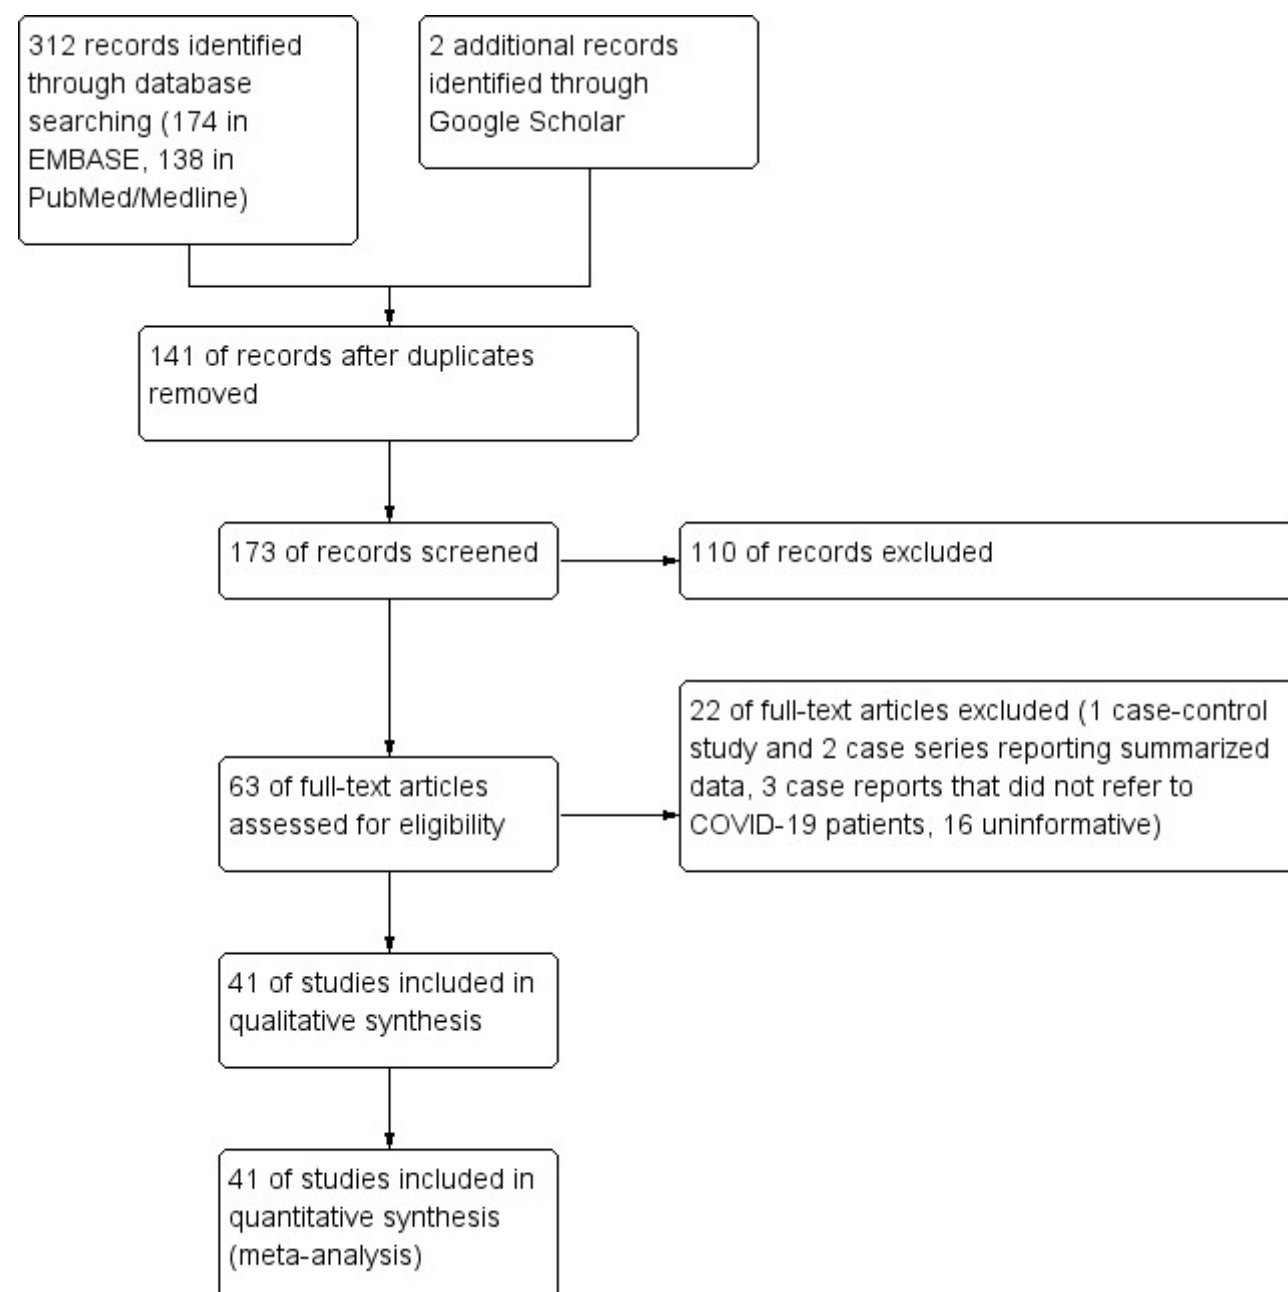 312 records identified
through database
searching (174 in
EMBASE, 138 in
PubMed/Medline)
2 additional records
identified through
Google Scholar
141 of records after duplicates
removed
173 of records screened
110 of records excluded
63 of full-text articles
assessed for eligibility
22 of full-text articles excluded (1 case-control
study and 2 case series reporting summarized
data, 3 case reports that did not refer to
COVID-19 patients, 16 uninformative)
41 of studies included in
qualitative synthesis
41 of studies included in
quantitative synthesis
(meta-analysis)